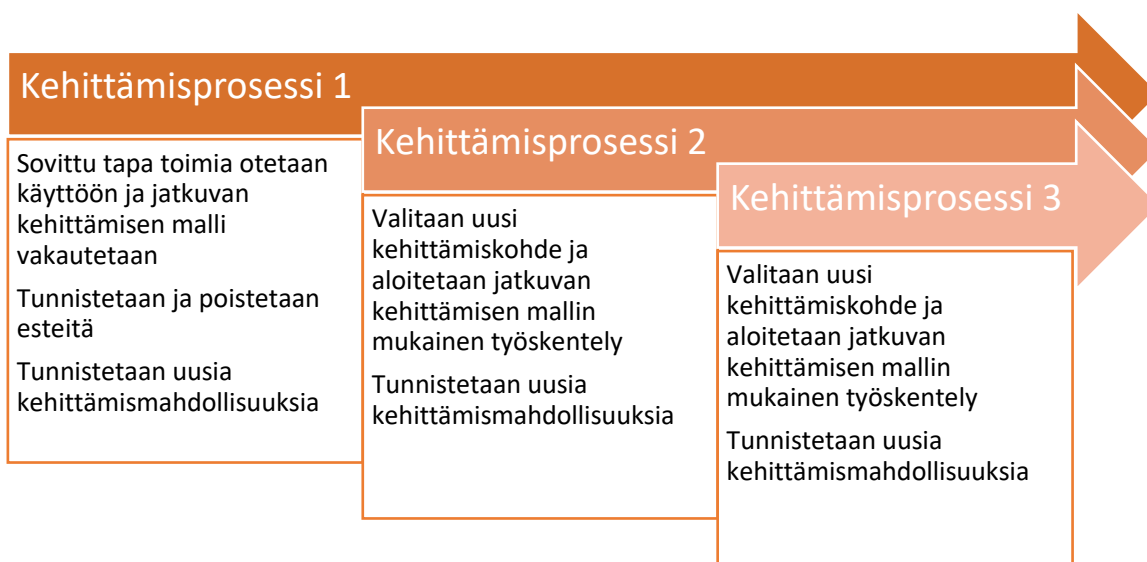 Kehittämisprosessi 1
Sovittu tapa toimia otetaan
käyttöön ja jatkuvan
kehittämisen malli
vakautetaan
Tunnistetaan ja poistetaan
esteitä
Tunnistetaan uusia
kehittämismahdollisuuksia
Kehittämisprosessi 2
Valitaan uusi
kehittämiskohde ja
aloitetaan jatkuvan
kehittämisen mallin
mukainen työskentely
Tunnistetaan uusia
kehittämismahdollisuuksia
Kehittämisprosessi 3
Valitaan uusi
kehittämiskohde ja
aloitetaan jatkuvan
kehittämisen mallin
mukainen työskentely
Tunnistetaan uusia
kehittämismahdollisuuksia